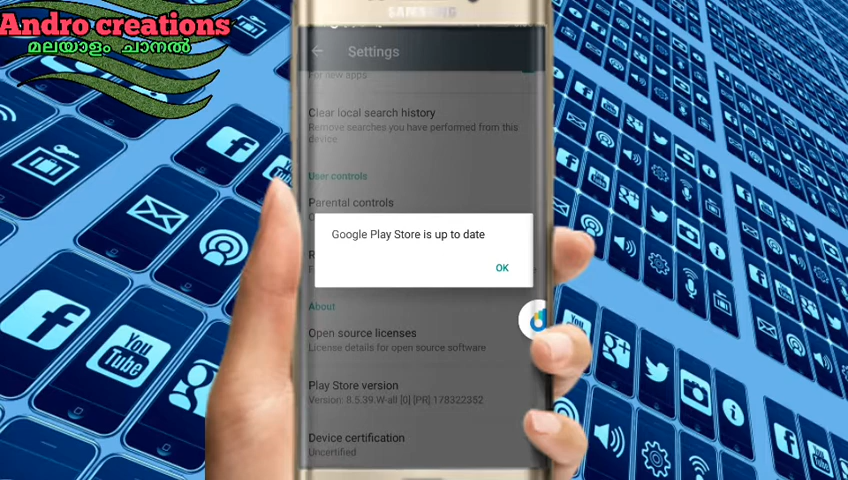 Andro creations
മലയാളം ചാനൽ
SAMSUNG
Settings
For new apps
Clear local search history
Remove searches you have performed from this
device
User controls
Parental controls
Google Play Store is up to date
OK
About
Open source licenses
License details for open source software
Play Store version
Version: 8.5.39.W-all [0] [PR] 178322352
Device certification
Uncertified
You
Tube